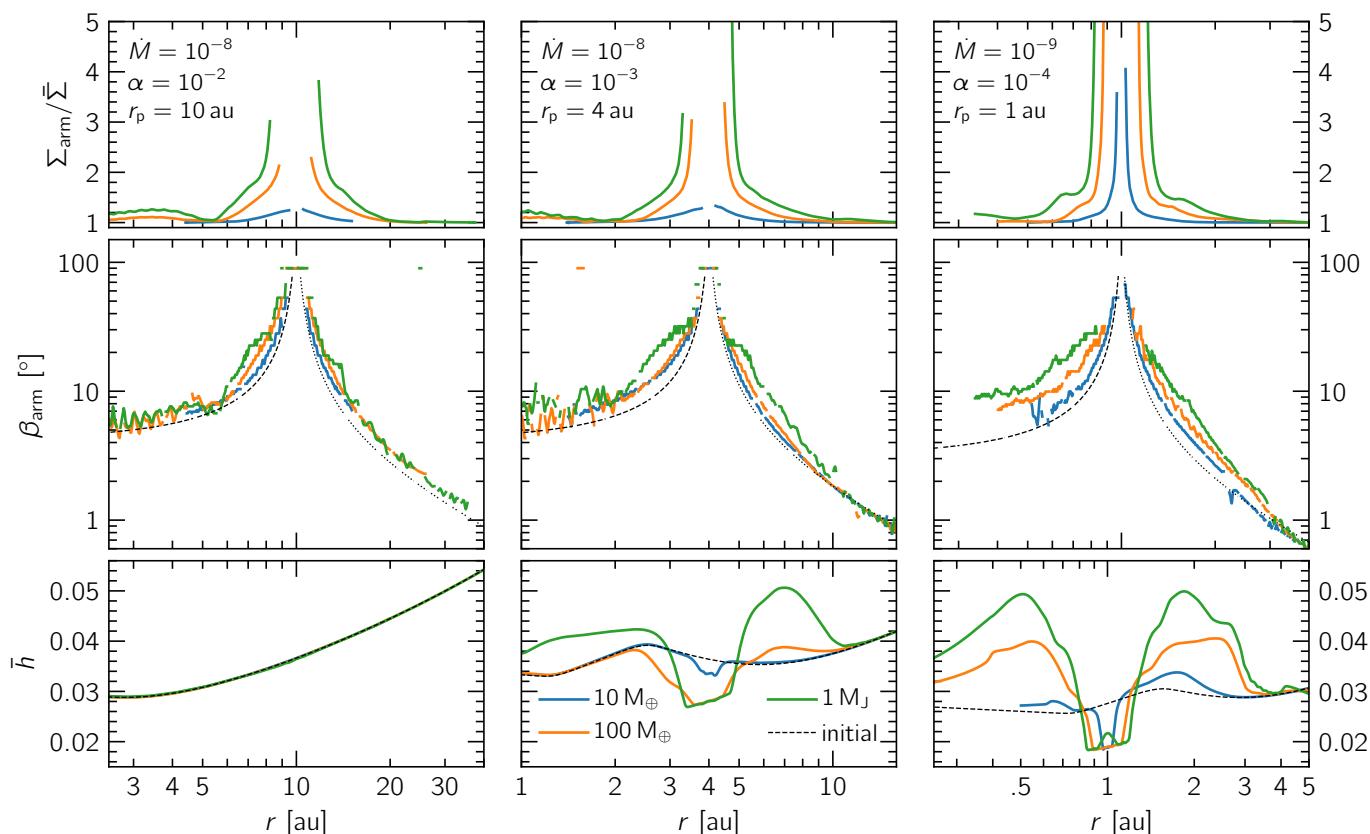 5
4
3
2
1
Σ_arm/Σ̄
Ṁ = 10⁻⁸
α = 10⁻²
r_p = 10 au
Ṁ = 10⁻⁸
α = 10⁻³
r_p = 4 au
Ṁ = 10⁻⁹
α = 10⁻⁴
r_p = 1 au
5
4
3
2
1
100
10
1
β_arm [°]
100
10
1
0.05
0.04
0.03
0.02
h̄
10 M⊕
100 M⊕
1 M_J
initial
0.05
0.04
0.03
0.02
3 4 5 10 20 30
1 2 3 4 5 10
.5 1 2 3 4 5
r [au]
r [au]
r [au]